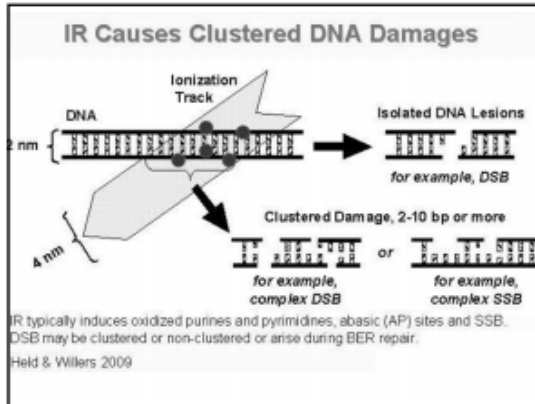 IR Causes Clustered DNA Damages
Ionization
Track
DNA
2 nm
4 nm
Isolated DNA Lesions
for example, DSB
Clustered Damage, 2-10 bp or more
or
for example,
complex DSB
for example,
complex SSB
IR typically induces oxidized purines and pyrimidines, abasic (AP) sites and SSB.
DSB may be clustered or non-clustered or arise during BER repair.
Held & Willers 2009